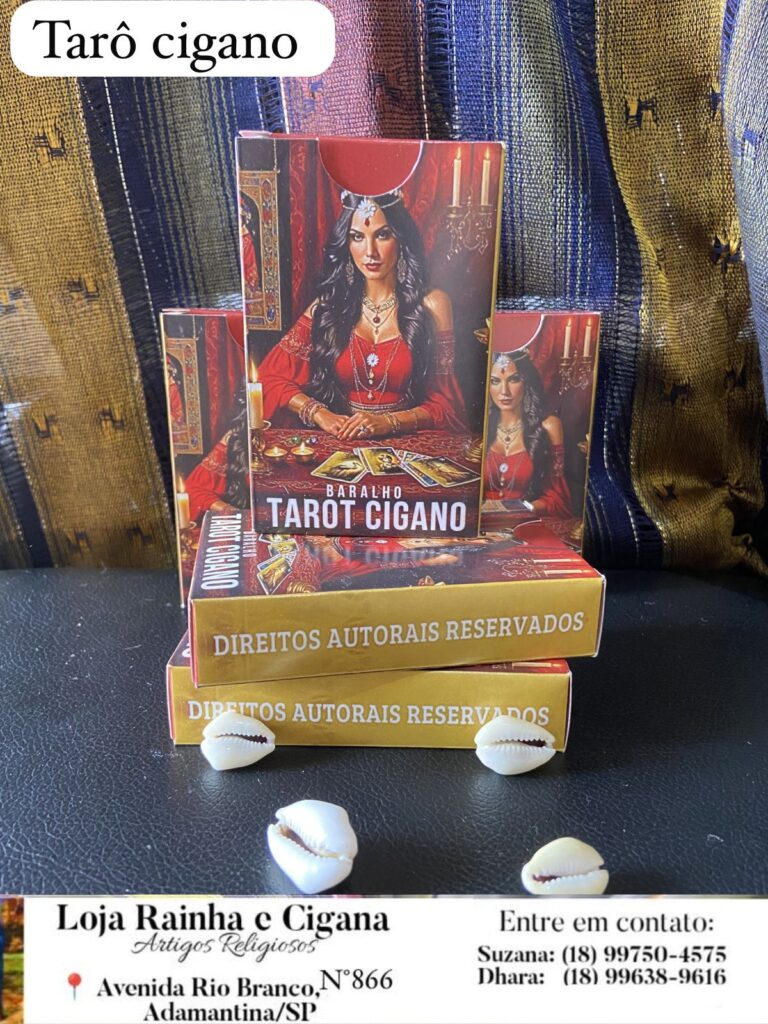 Tarô cigano
BARALHO
TAROT CIGANO
BARALHO
TAROT CIGANO
DIREITOS AUTORAIS RESERVADOS
DIREITOS AUTORAIS RESERVADOS
Loja Rainha e Cigana
Artigos Religiosos
Avenida Rio Branco, N°866
Adamantina/SP
Entre em contato:
Suzana: (18) 99750-4575
Dhara: (18) 99638-9616